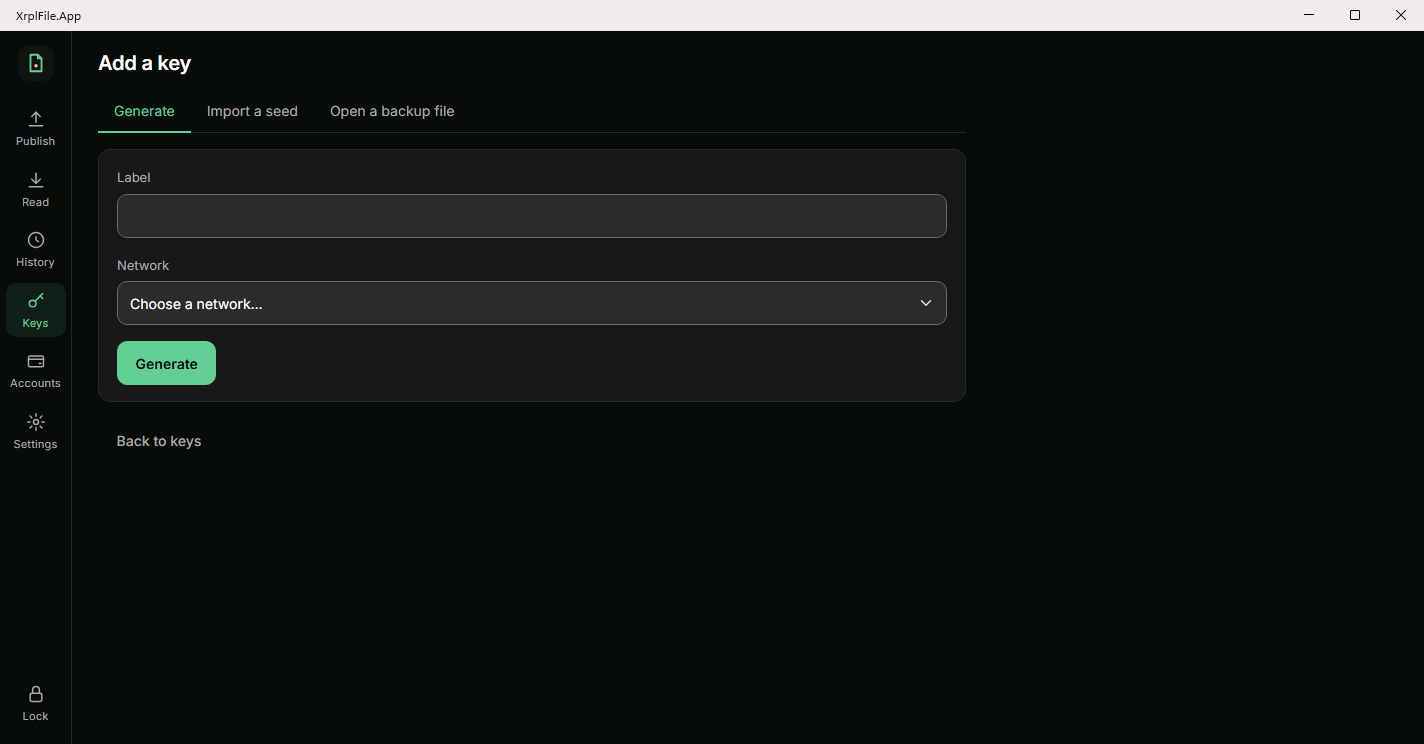 XrplFile.App
Add a key
Generate
Import a seed
Open a backup file
Publish
Read
History
Keys
Accounts
Settings
Lock
Label
Network
Choose a network...
Generate
Back to keys